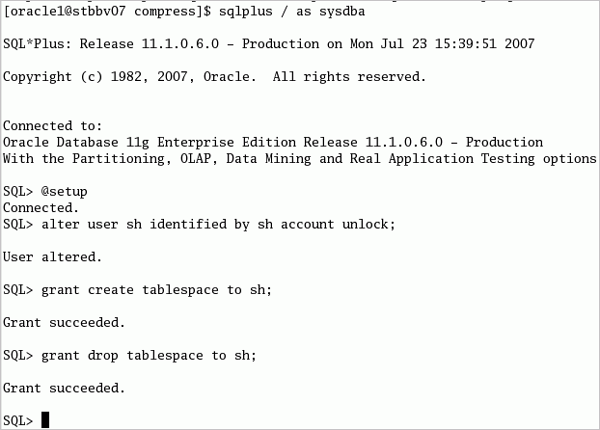 [oracle1@stbbv07 compress]$ sqlplus / as sysdba
SQL*Plus: Release 11.1.0.6.0 – Production on Mon Jul 23 15:39:51 2007
Copyright (c) 1982, 2007, Oracle.  All rights reserved.
Connected to:
Oracle Database 11g Enterprise Edition Release 11.1.0.6.0 – Production
With the Partitioning, OLAP, Data Mining and Real Application Testing options
SQL> @setup
Connected.
SQL> alter user sh identified by sh account unlock;
User altered.
SQL> grant create tablespace to sh;
Grant succeeded.
SQL> grant drop tablespace to sh;
Grant succeeded.
SQL>